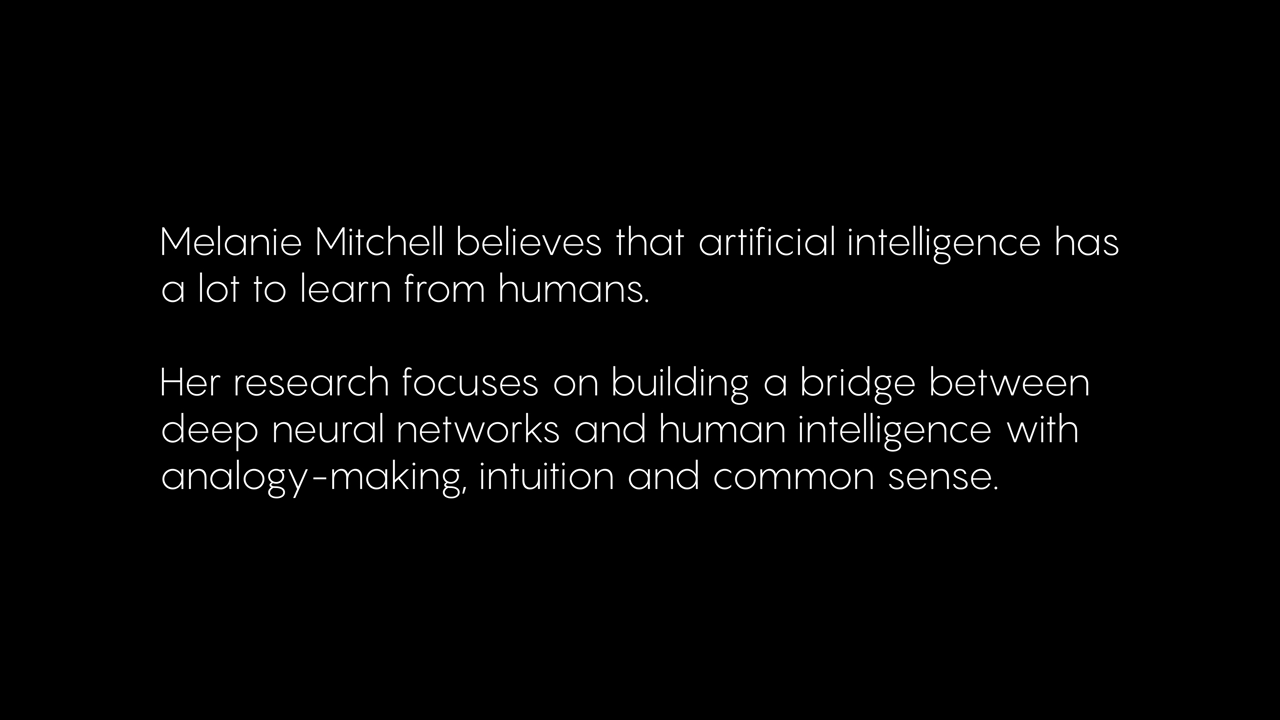 Melanie Mitchell believes that artificial intelligence has
a lot to learn from humans.
Her research focuses on building a bridge between
deep neural networks and human intelligence with
analogy-making, intuition and common sense.